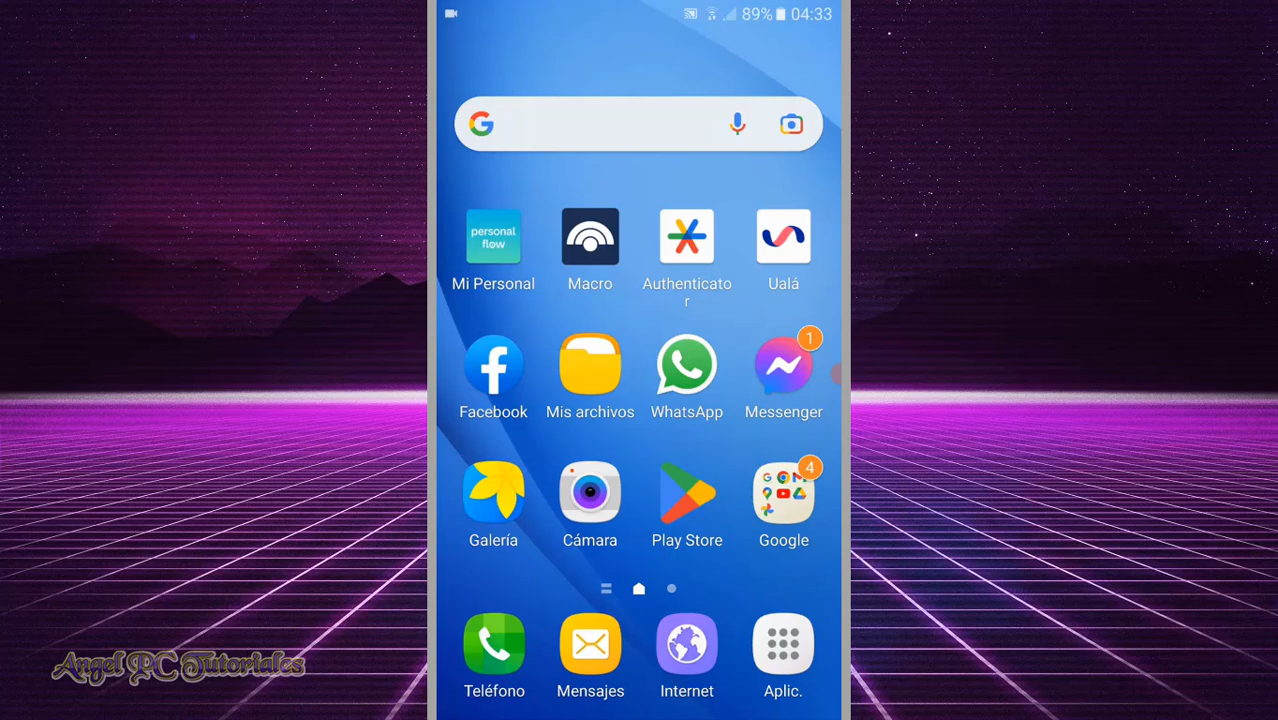 89% 04:33
personal
flow
Mi Personal
Macro
Authenticato
r
Ualá
1
Facebook
Mis archivos
WhatsApp
Messenger
4
Galería
Cámara
Play Store
Google
Teléfono
Mensajes
Internet
Aplic.
Angel PC Tutoriales